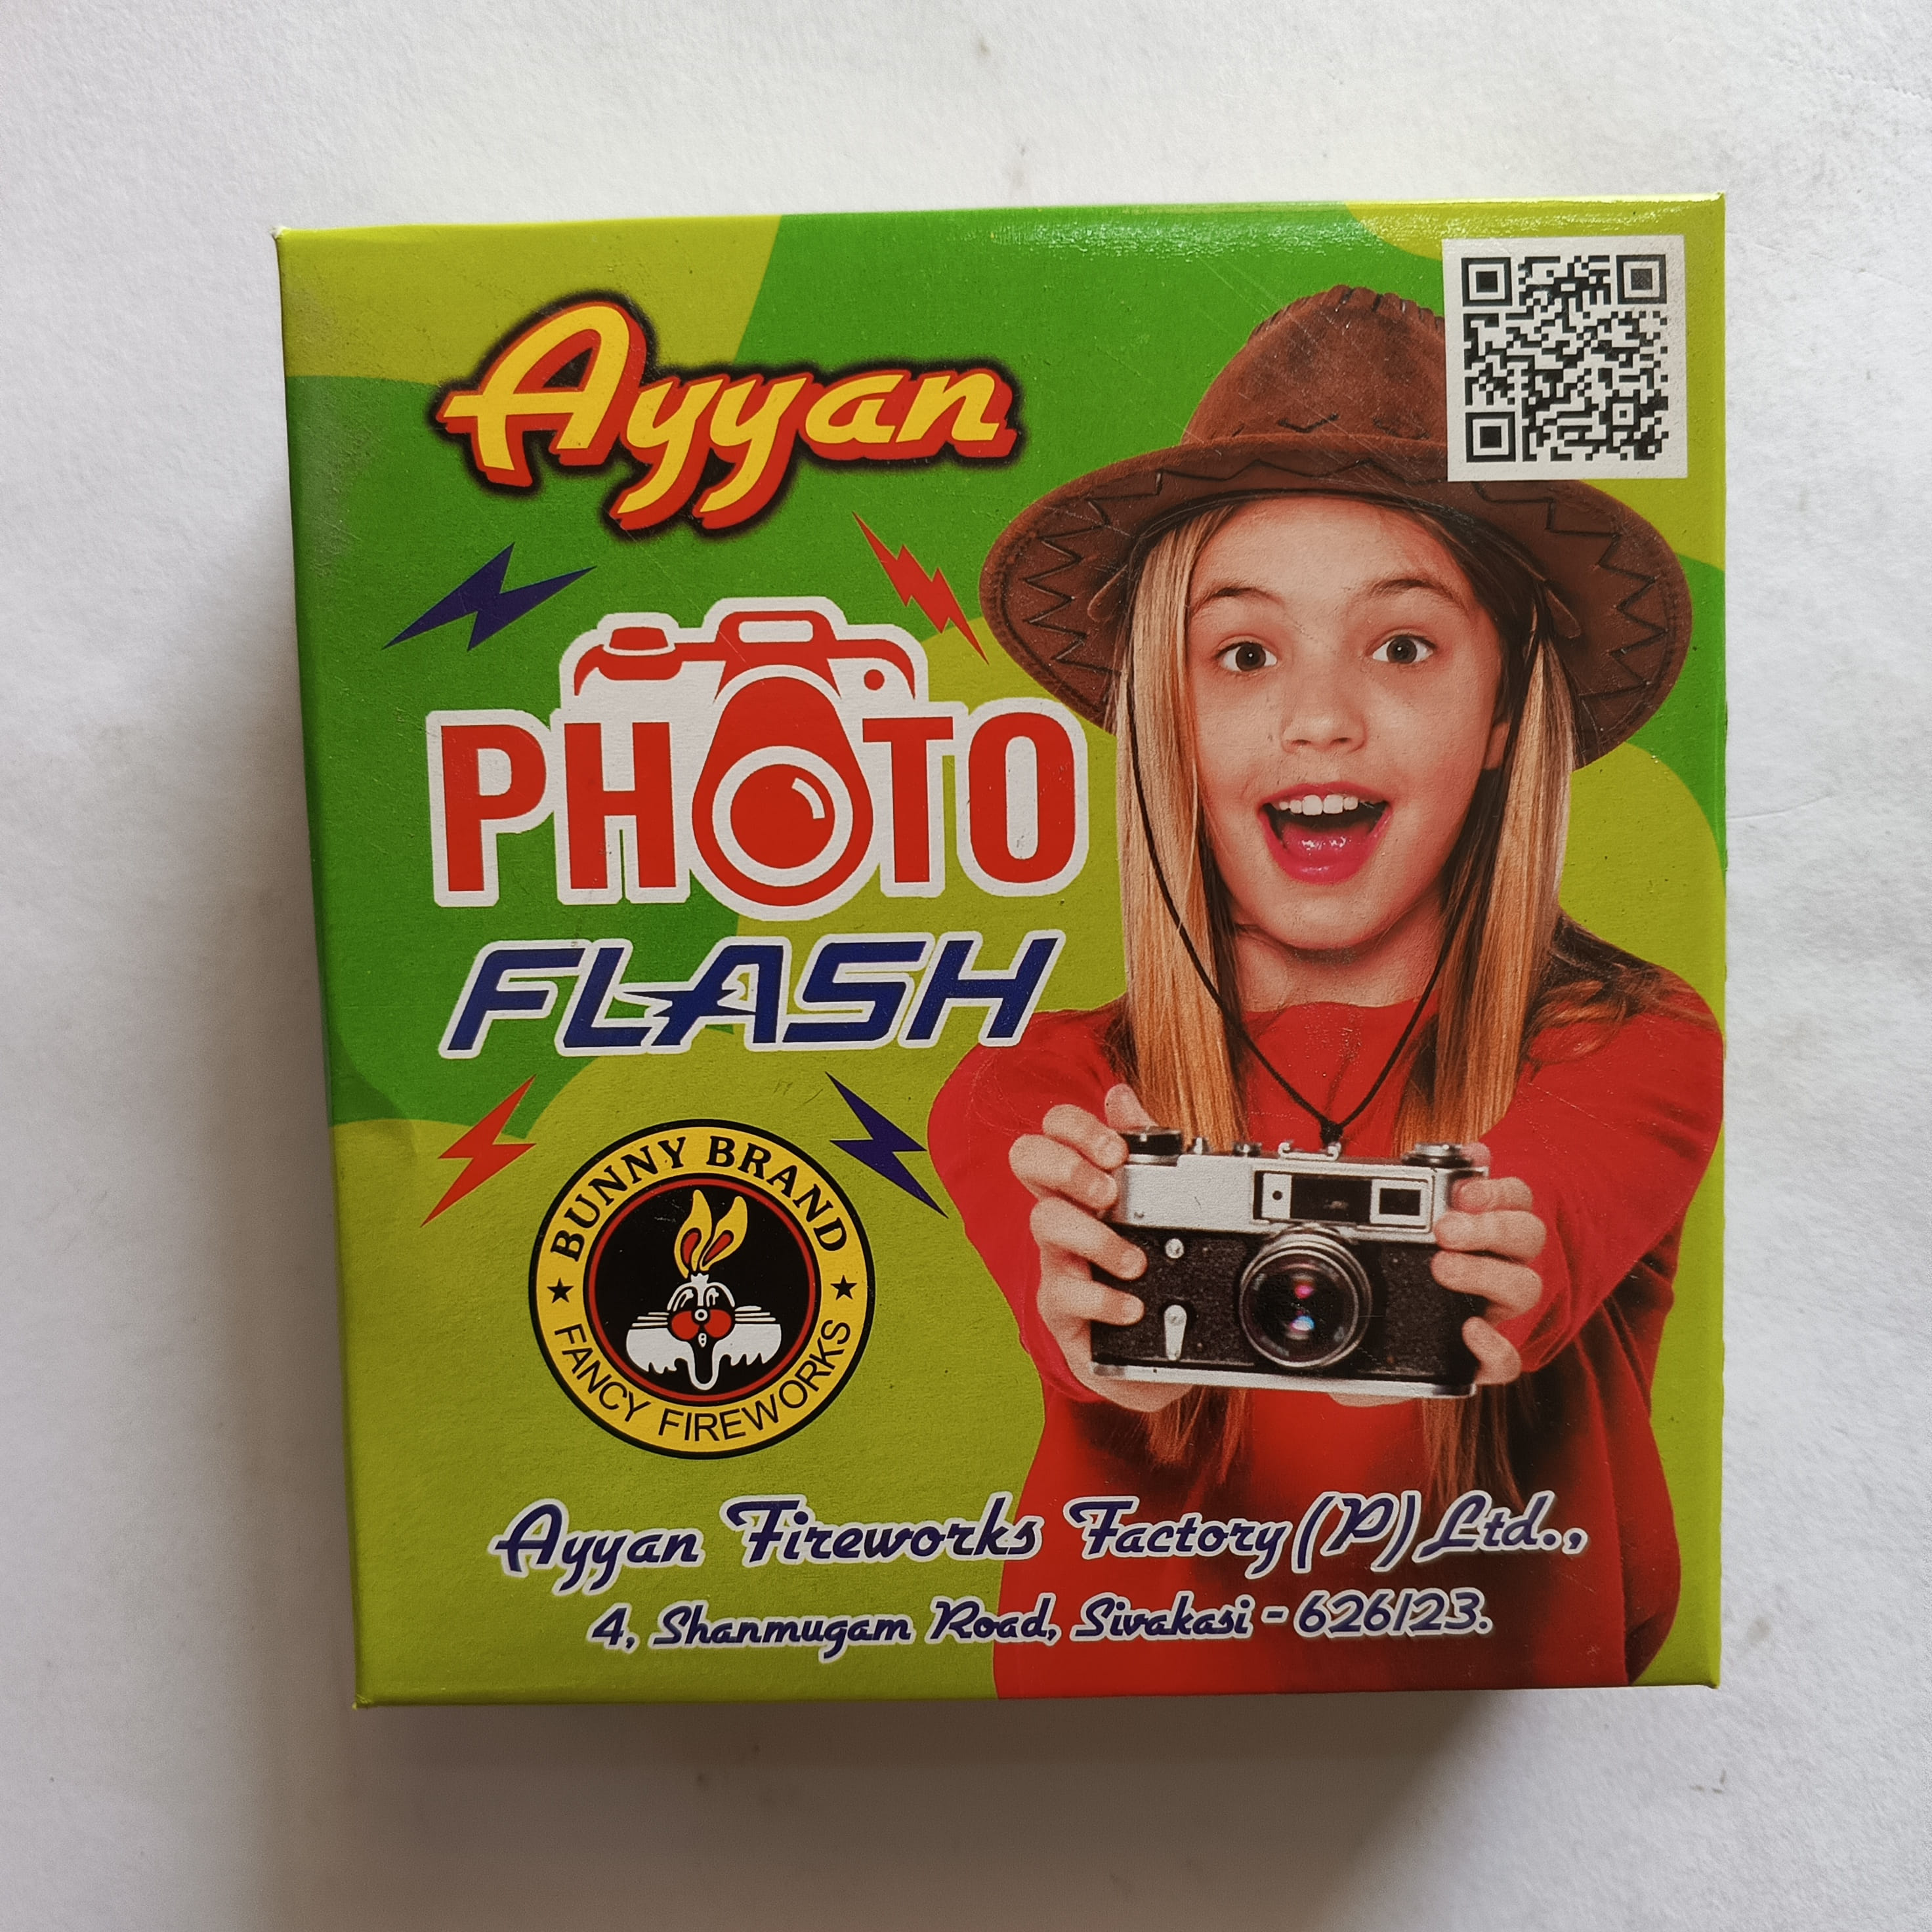 Ayyan
PHOTO
FLASH
BUNNY BRAND
FANCY FIREWORKS
Ayyan Fireworks Factory (P) Ltd.,
4, Shanmugam Road, Sivakasi - 626123.